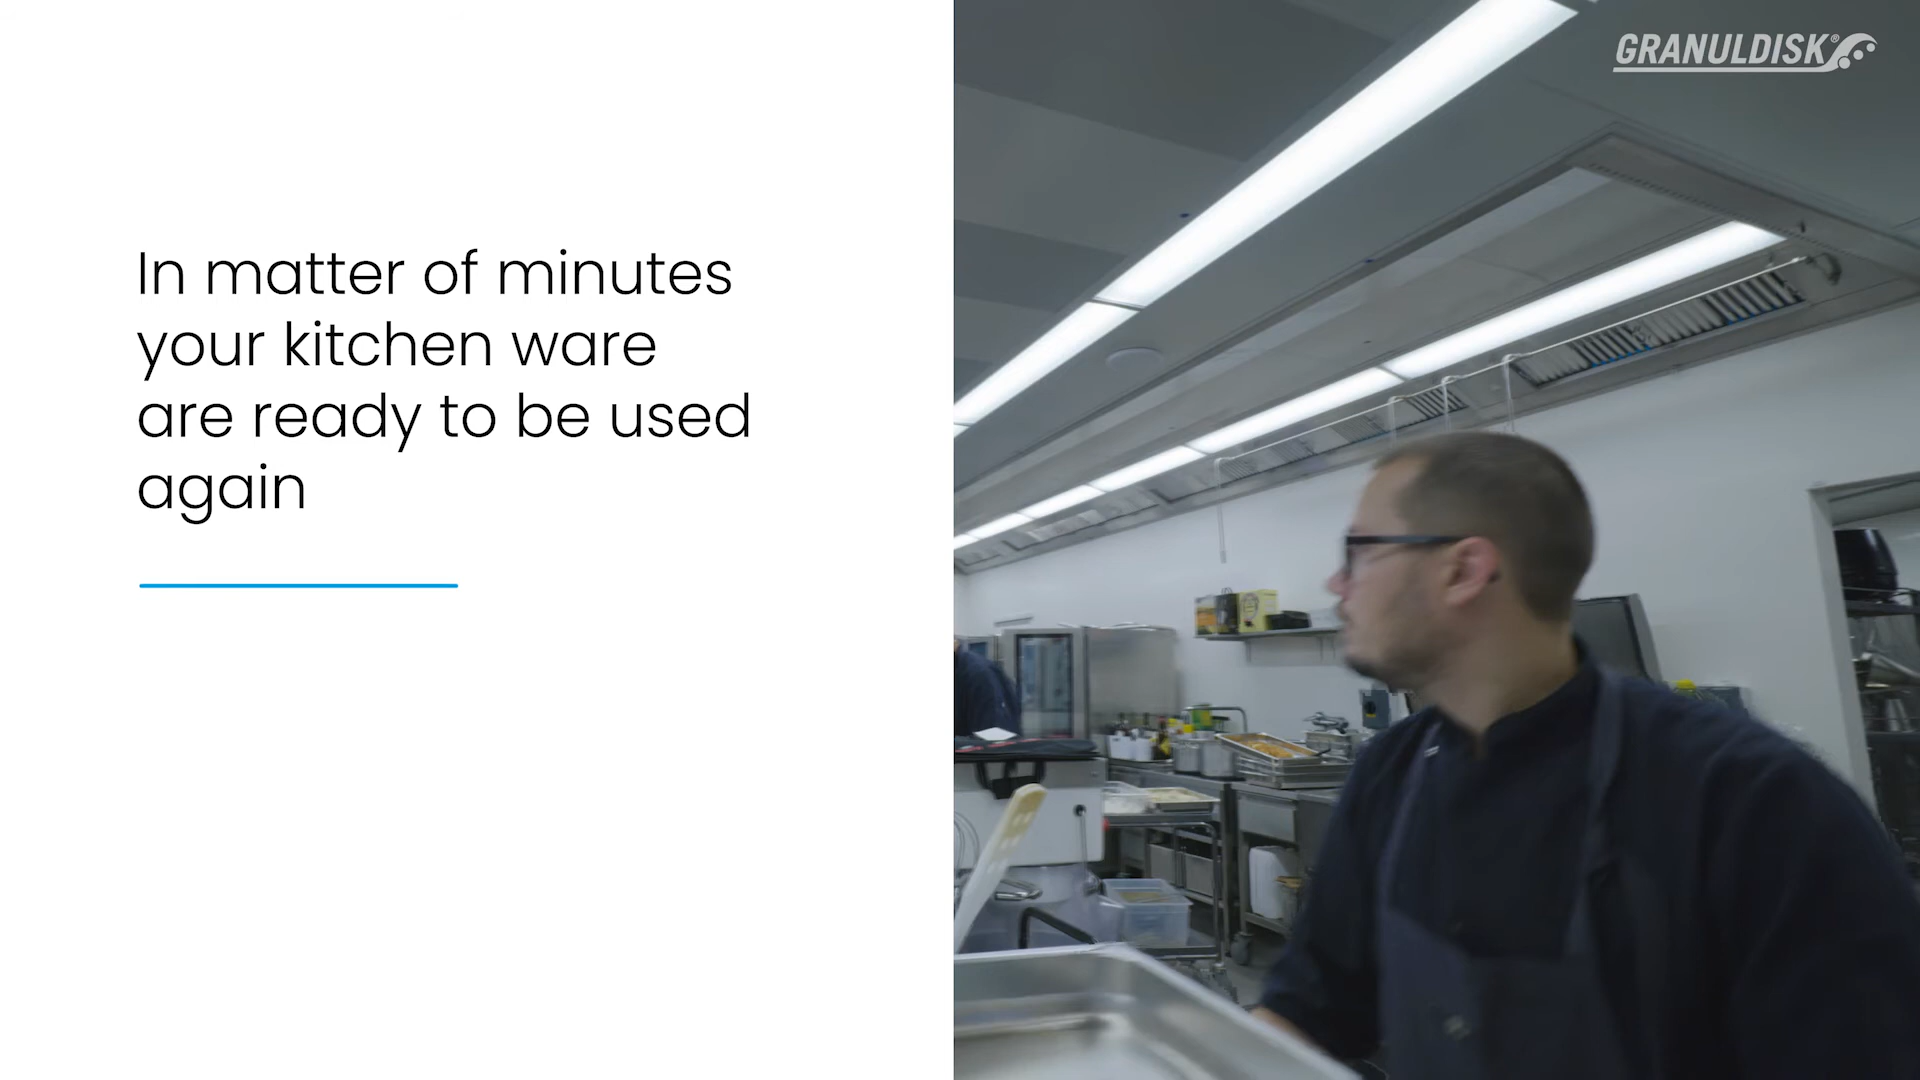 In matter of minutes
your kitchen ware
are ready to be used
again
GRANULDISK®